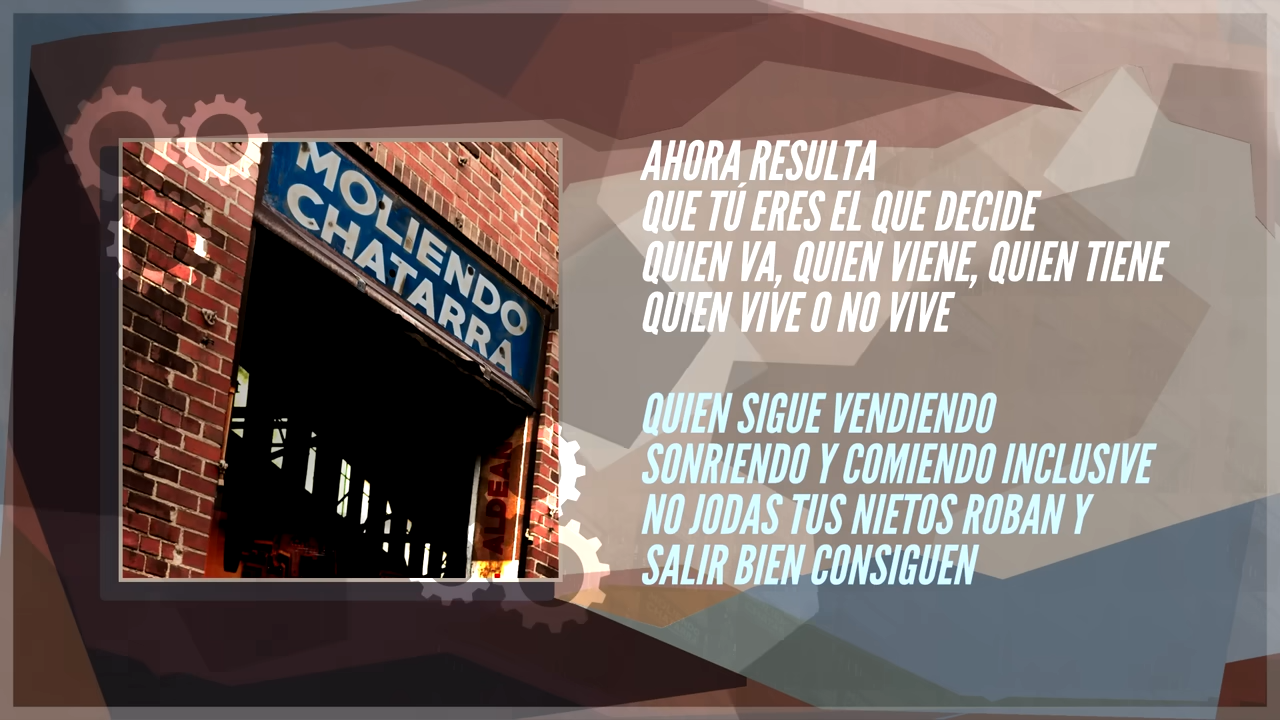 MOLIENDO
CHATARRA
ALDEAN
AHORA RESULTA
QUE TÚ ERES EL QUE DECIDE
QUIEN VA, QUIEN VIENE, QUIEN TIENE
QUIEN VIVE O NO VIVE
QUIEN SIGUE VENDIENDO
SONRIENDO Y COMIENDO INCLUSIVE
NO JODAS TUS NIETOS ROBAN Y
SALIR BIEN CONSIGUEN